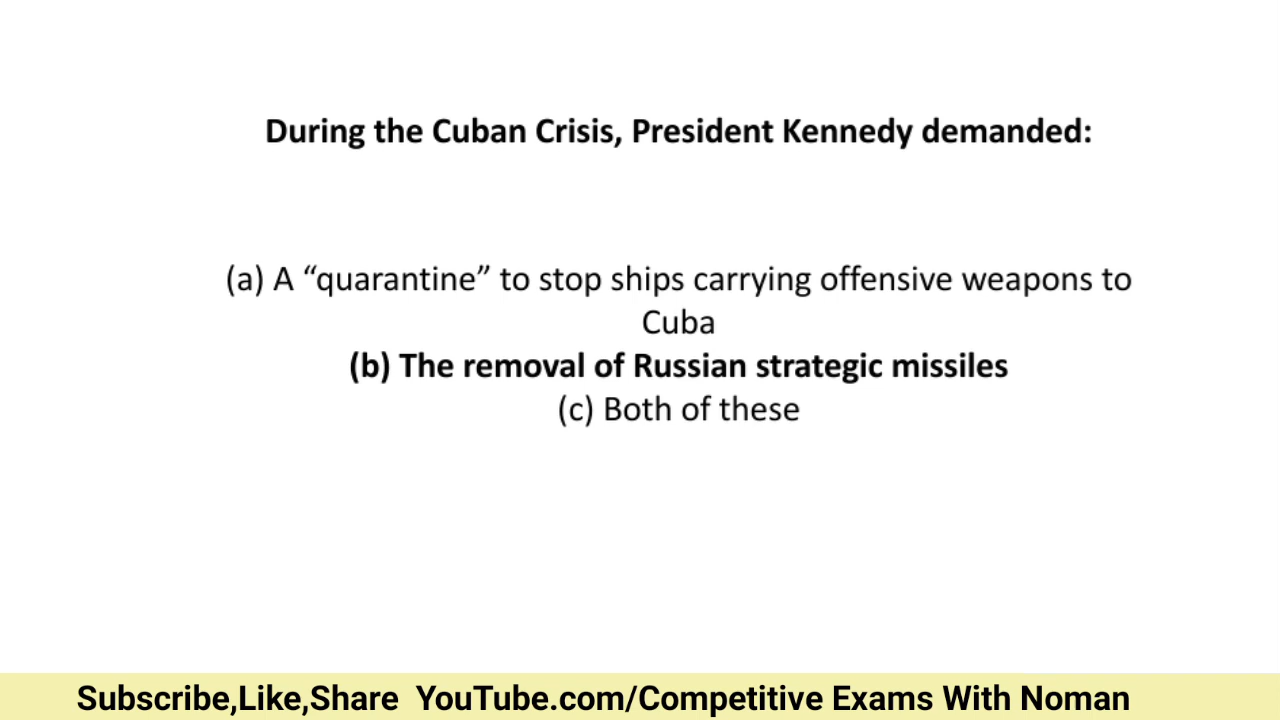 During the Cuban Crisis, President Kennedy demanded:
(a) A “quarantine” to stop ships carrying offensive weapons to
Cuba
(b) The removal of Russian strategic missiles
(c) Both of these
Subscribe,Like,Share YouTube.com/Competitive Exams With Noman